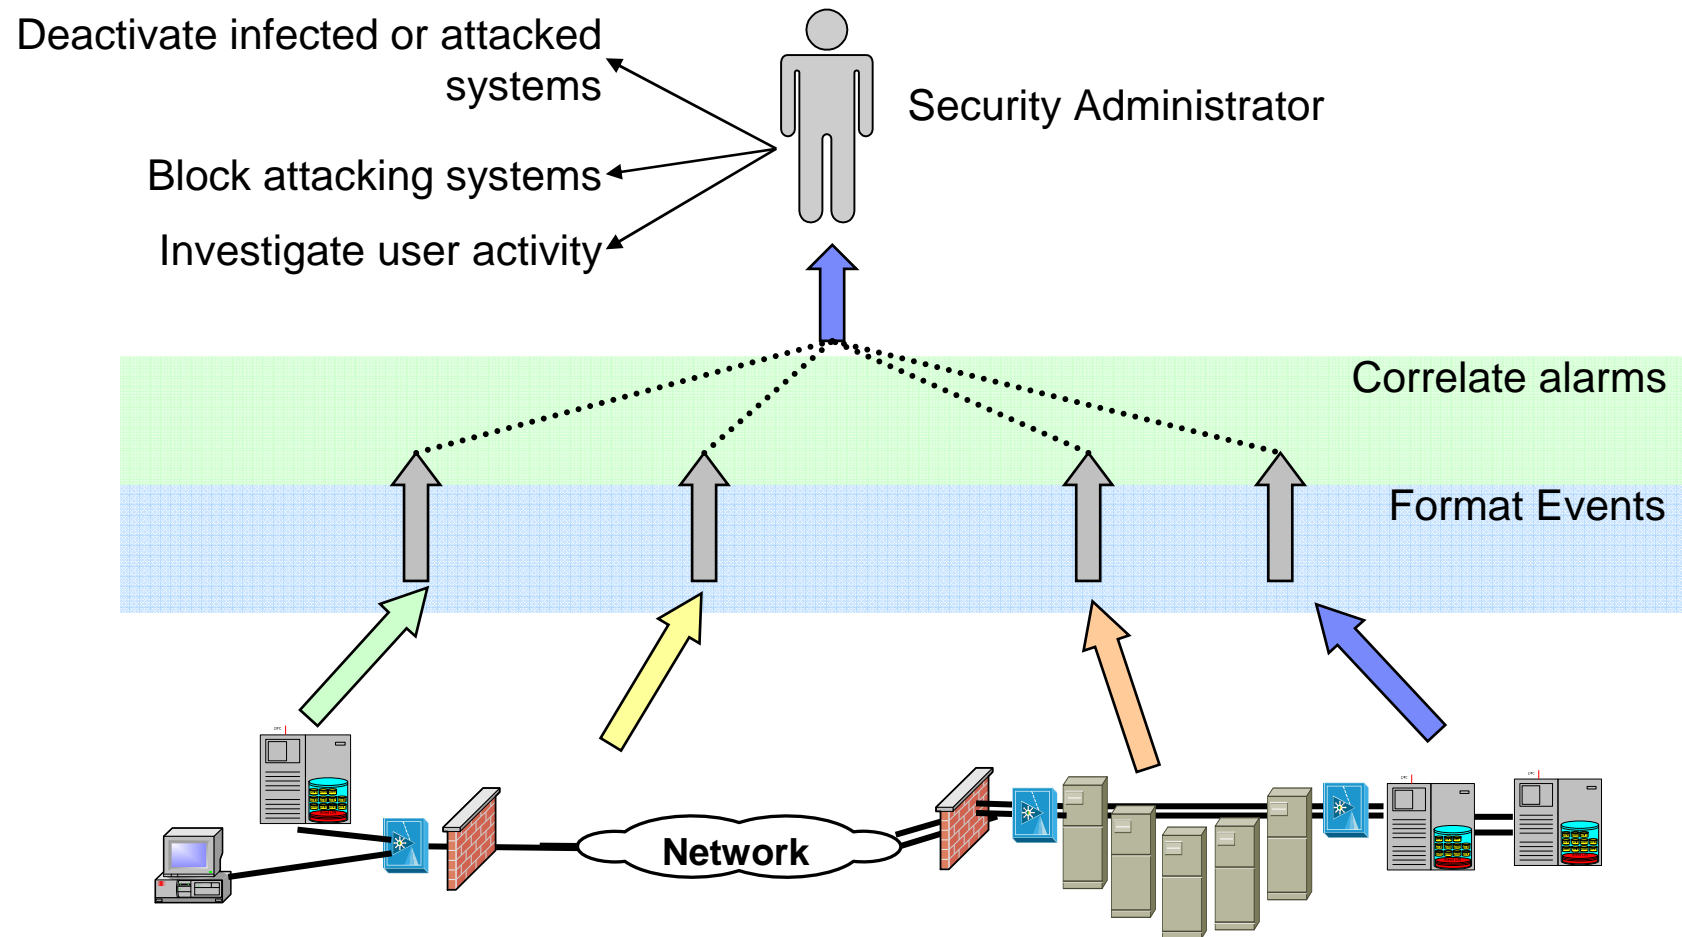 Deactivate infected or attacked
systems
Security Administrator
Block attacking systems
Investigate user activity
Correlate alarms
Format Events
Network